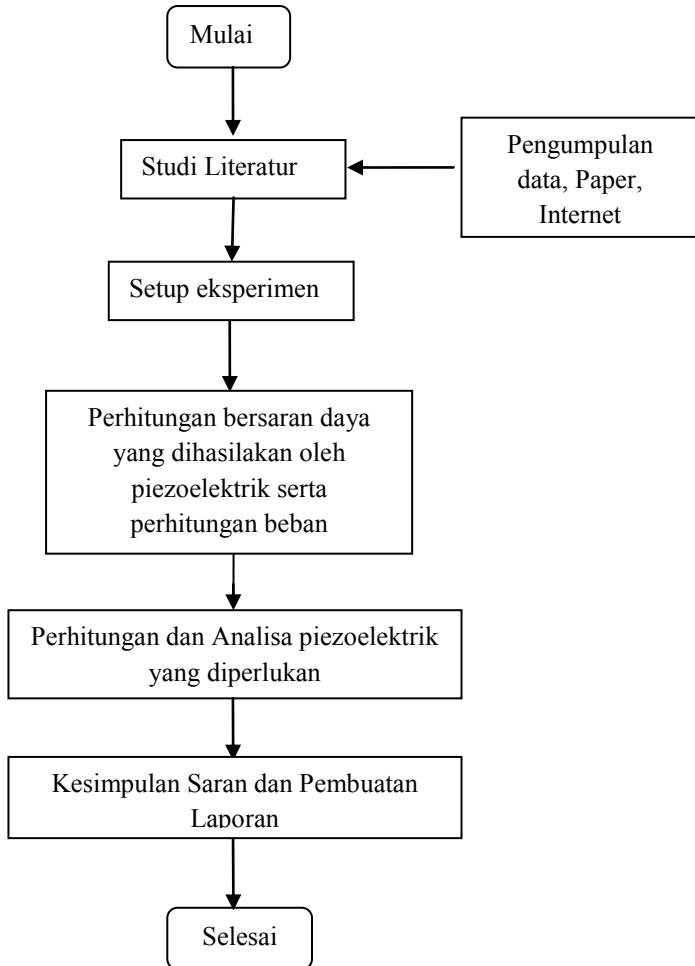 Mulai
Studi Literatur
Pengumpulan
data, Paper,
Internet
Setup eksperimen
Perhitungan bersaran daya
yang dihasilakan oleh
piezoelektrik serta
perhitungan beban
Perhitungan dan Analisa piezoelektrik
yang diperlukan
Kesimpulan Saran dan Pembuatan
Laporan
Selesai